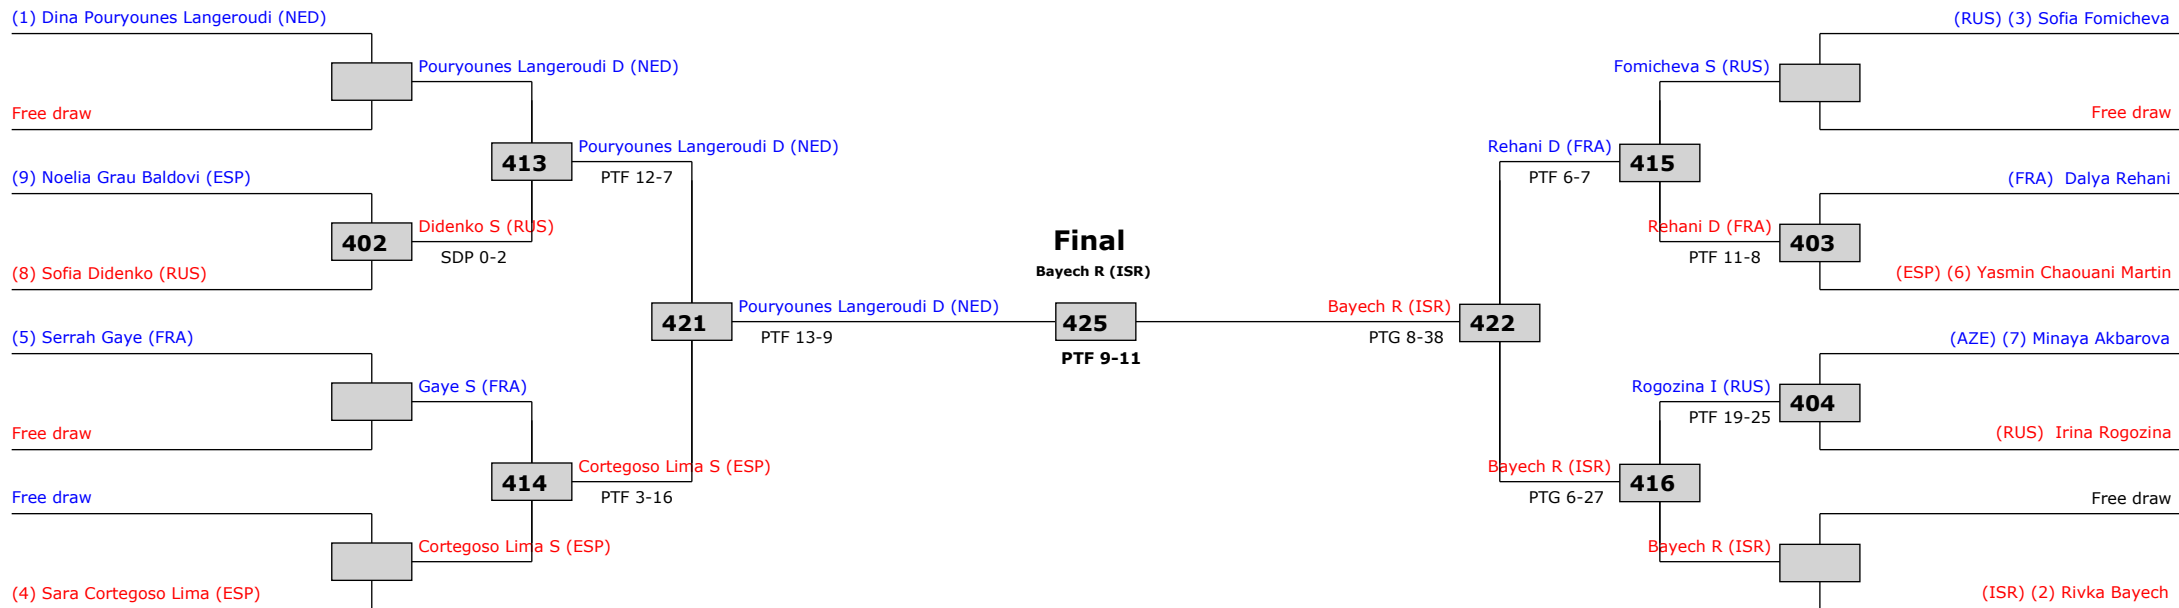 (1) Dina Pouryounes Langeroudi (NED)
Pouryounes Langeroudi D (NED)
Free draw
413
Pouryounes Langeroudi D (NED)
PTF 12-7
(9) Noelia Grau Baldovi (ESP)
402
Didenko S (RUS)
SDP 0-2
(8) Sofia Didenko (RUS)
421
Pouryounes Langeroudi D (NED)
PTF 13-9
(5) Serrah Gaye (FRA)
Gaye S (FRA)
Free draw
414
Cortegoso Lima S (ESP)
PTF 3-16
Free draw
Cortegoso Lima S (ESP)
(4) Sara Cortegoso Lima (ESP)
Final
Bayech R (ISR)
425
PTF 9-11
(RUS) (3) Sofia Fomicheva
Fomicheva S (RUS)
Free draw
Rehani D (FRA)
415
PTF 6-7
(FRA) Dalya Rehani
Rehani D (FRA)
403
PTF 11-8
(ESP) (6) Yasmin Chaouani Martin
Bayech R (ISR)
422
PTG 8-38
(AZE) (7) Minaya Akbarova
Rogozina I (RUS)
404
PTF 19-25
(RUS) Irina Rogozina
Bayech R (ISR)
416
PTG 6-27
Free draw
Bayech R (ISR)
(ISR) (2) Rivka Bayech